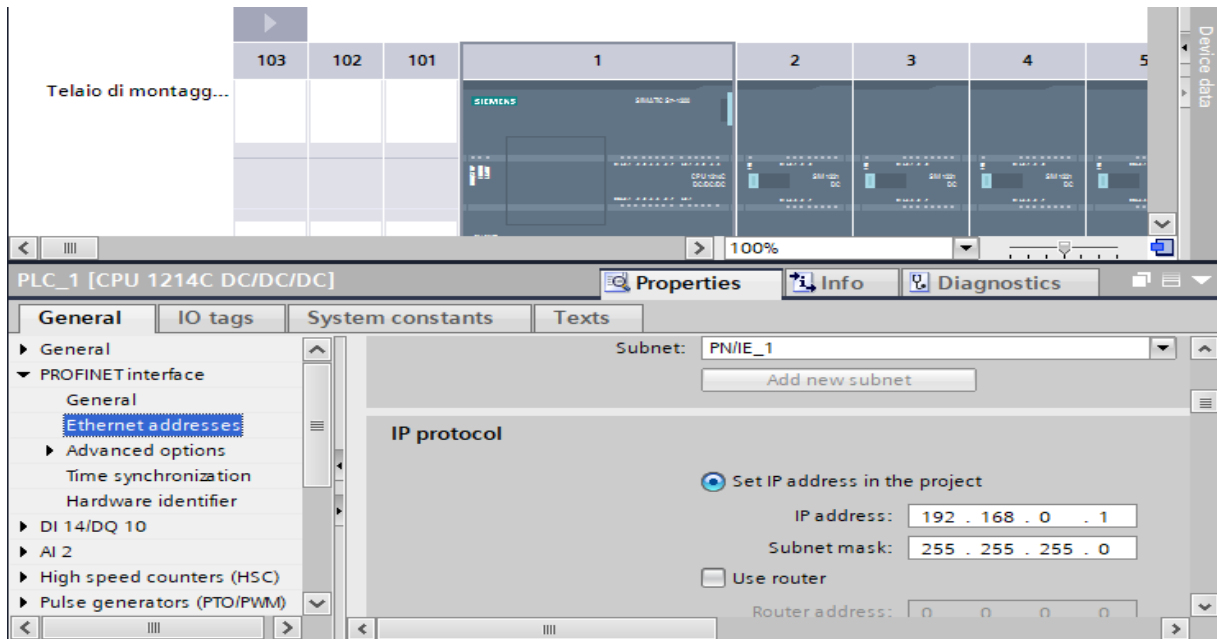 103 102 101 1 2 3 4 5
Device data
Telaio di montagg...
SIEMENS
100%
PLC_1 [CPU 1214C DC/DC/DC]
Properties Info Diagnostics
General IO tags System constants Texts
General
PROFINET interface
General
Ethernet addresses
Advanced options
Time synchronization
Hardware identifier
DI 14/DQ 10
AI 2
High speed counters (HSC)
Pulse generators (PTO/PWM)
Subnet: PN/IE_1
Add new subnet
IP protocol
Set IP address in the project
IP address: 192 . 168 . 0 . 1
Subnet mask: 255 . 255 . 255 . 0
Use router
Router address: 0 0 0 0